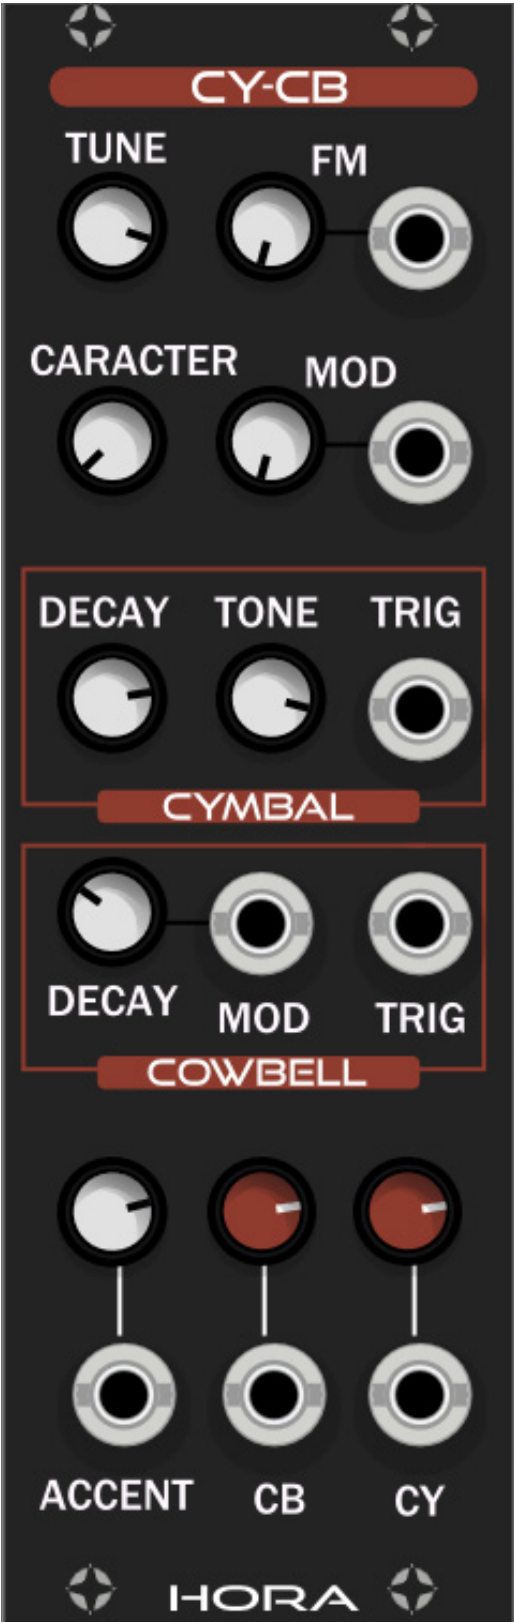 CY-CB
TUNE
FM
CARACTER
MOD
DECAY TONE TRIG
CYMBAL
DECAY
MOD TRIG
COWBELL
ACCENT CB CY
HORA